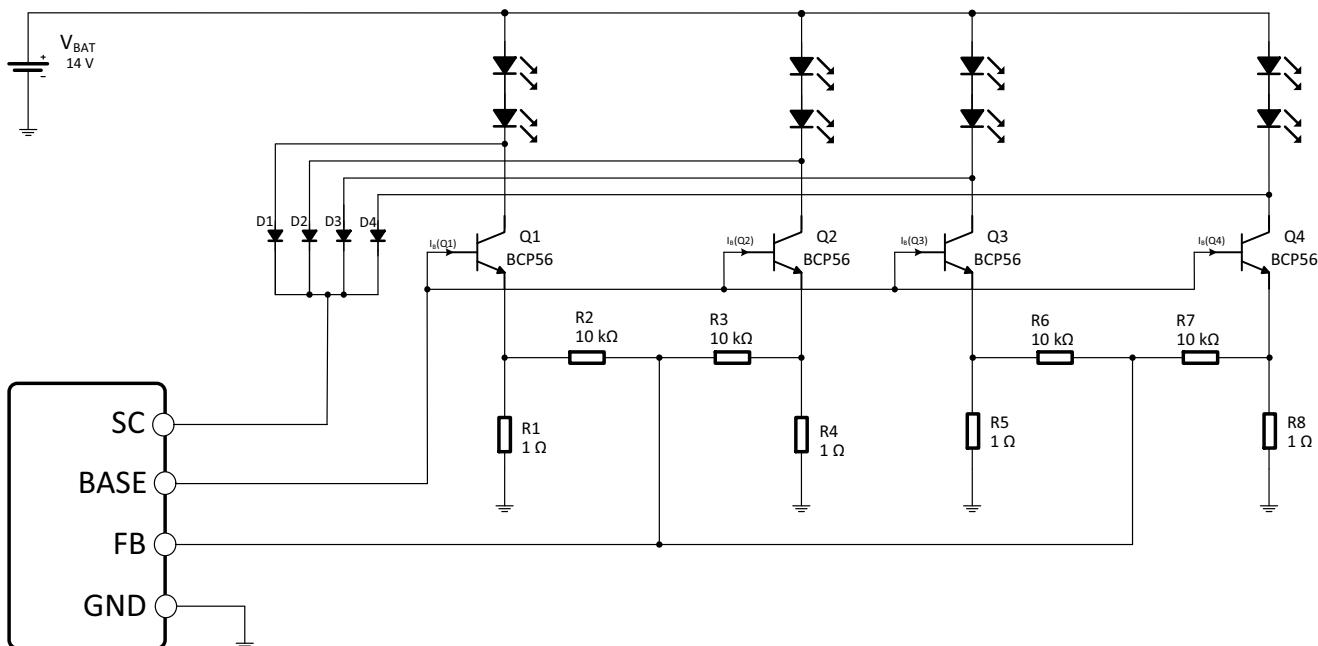 V_BAT
14 V
+
−
D1
D2
D3
D4
I_B(Q1)
Q1
BCP56
I_B(Q2)
Q2
BCP56
I_B(Q3)
Q3
BCP56
I_B(Q4)
Q4
BCP56
R2
10 kΩ
R3
10 kΩ
R6
10 kΩ
R7
10 kΩ
R1
1 Ω
R4
1 Ω
R5
1 Ω
R8
1 Ω
SC
BASE
FB
GND